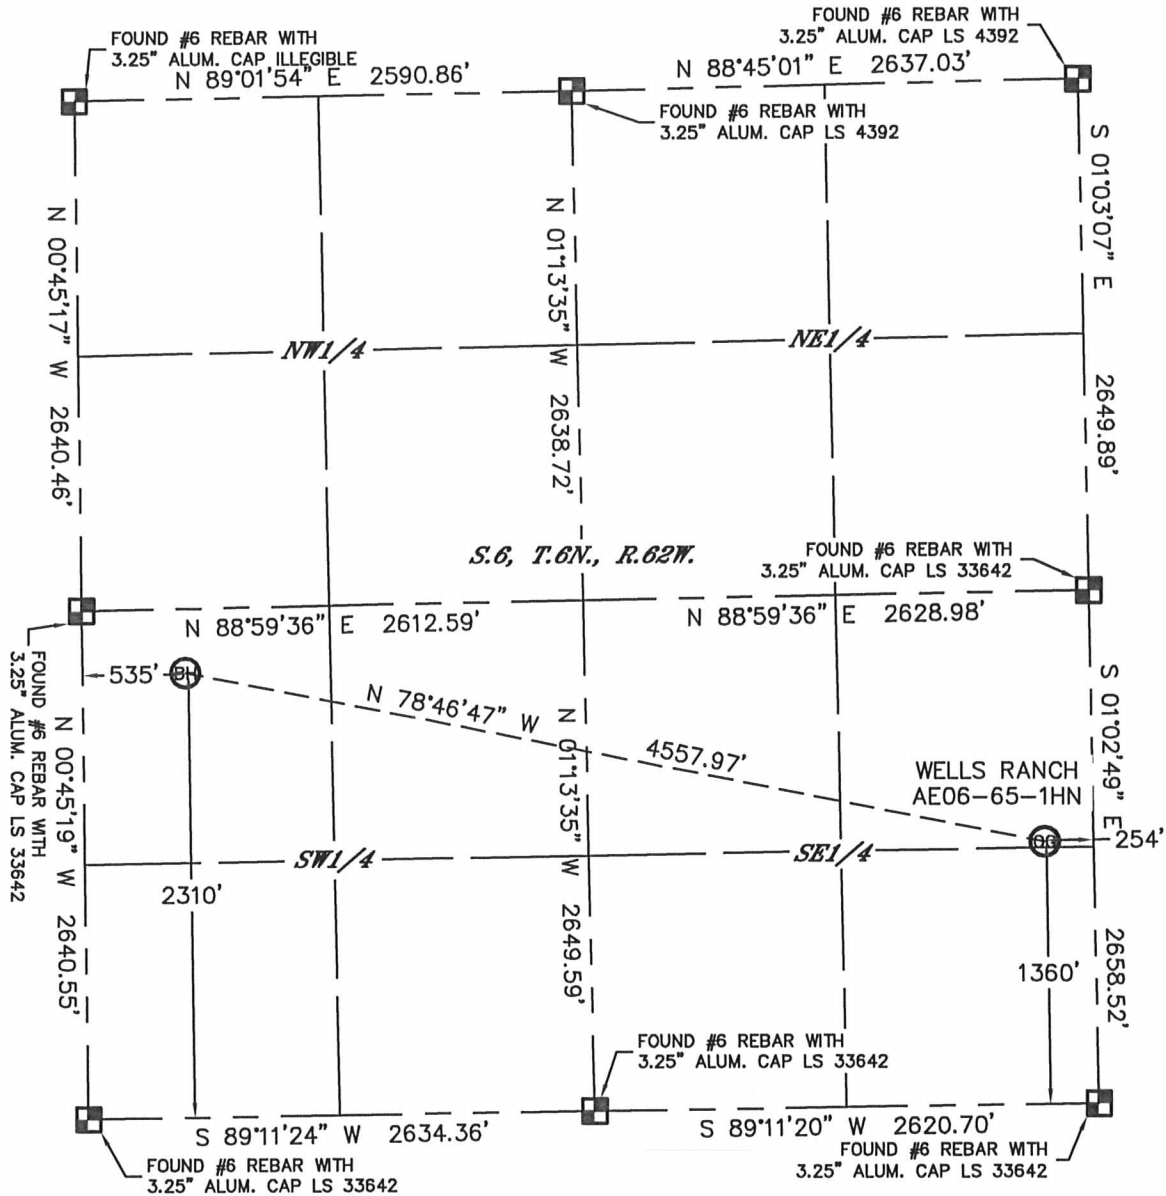 FOUND #6 REBAR WITH
3.25" ALUM. CAP ILLEGIBLE
N 89°01'54" E 2590.86'
FOUND #6 REBAR WITH
3.25" ALUM. CAP LS 4392
N 88°45'01" E 2637.03'
FOUND #6 REBAR WITH
3.25" ALUM. CAP LS 4392
N 00°45'17" W 2640.46'
N 01°13'35" W 2638.72'
S 01°03'07" E 2649.89'
NW1/4
NE1/4
S.6, T.6N., R.62W.
FOUND #6 REBAR WITH
3.25" ALUM. CAP LS 33642
N 88°59'36" E 2612.59'
N 88°59'36" E 2628.98'
FOUND #6 REBAR WITH
3.25" ALUM. CAP LS 33642
535'
BH
N 78°46'47" W 4557.97'
N 00°45'19" W 2640.55'
N 01°13'35" W 2649.59'
S 01°02'49" E 2658.52'
WELLS RANCH
AE06-65-1HN
254'
SW1/4
SE1/4
2310'
1360'
FOUND #6 REBAR WITH
3.25" ALUM. CAP LS 33642
S 89°11'24" W 2634.36'
S 89°11'20" W 2620.70'
FOUND #6 REBAR WITH
3.25" ALUM. CAP LS 33642
FOUND #6 REBAR WITH
3.25" ALUM. CAP LS 33642